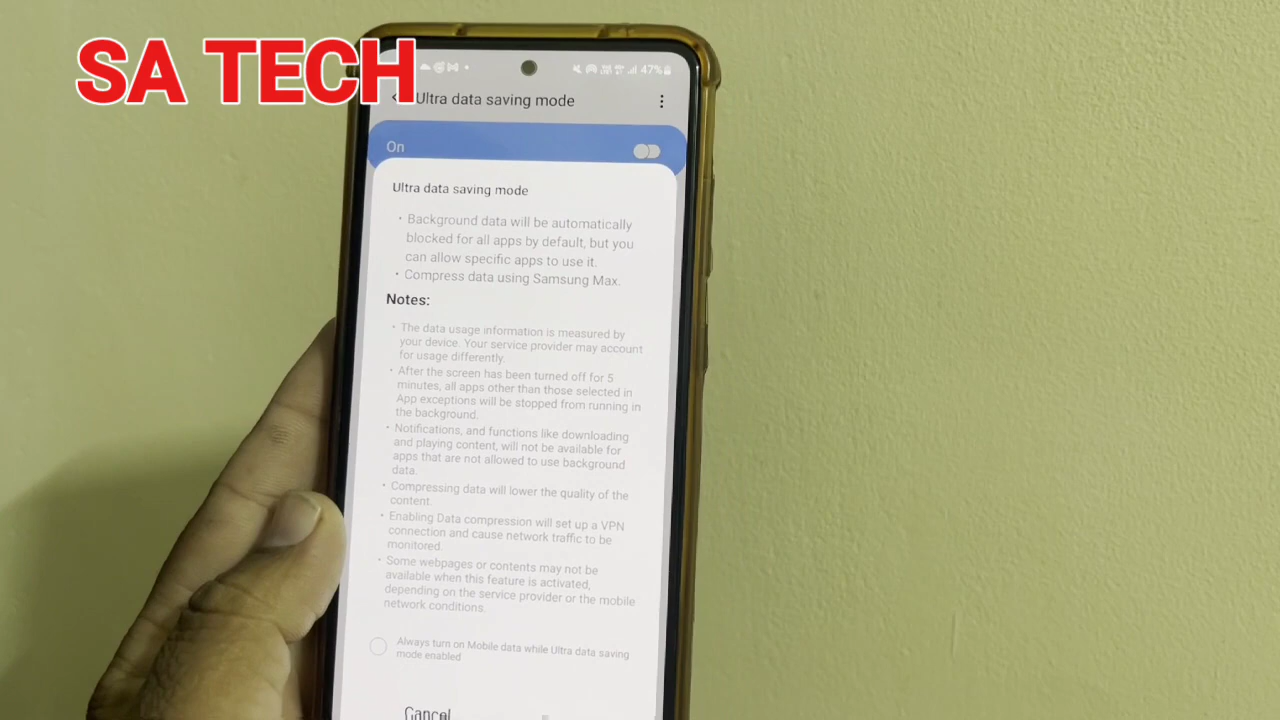 SA TECH
47%
Ultra data saving mode
On
Ultra data saving mode
• Background data will be automatically
blocked for all apps by default, but you
can allow specific apps to use it.
• Compress data using Samsung Max.
Notes:
• The data usage information is measured by
your device. Your service provider may account
for usage differently.
• After the screen has been turned off for 5
minutes, all apps other than those selected in
App exceptions will be stopped from running in
the background.
• Notifications, and functions like downloading
and playing content, will not be available for
apps that are not allowed to use background
data.
• Compressing data will lower the quality of the
content.
• Enabling Data compression will set up a VPN
connection and cause network traffic to be
monitored.
• Some webpages or contents may not be
available when this feature is activated,
depending on the service provider or the mobile
network conditions.
Always turn on Mobile data while Ultra data saving
mode enabled
Cancel